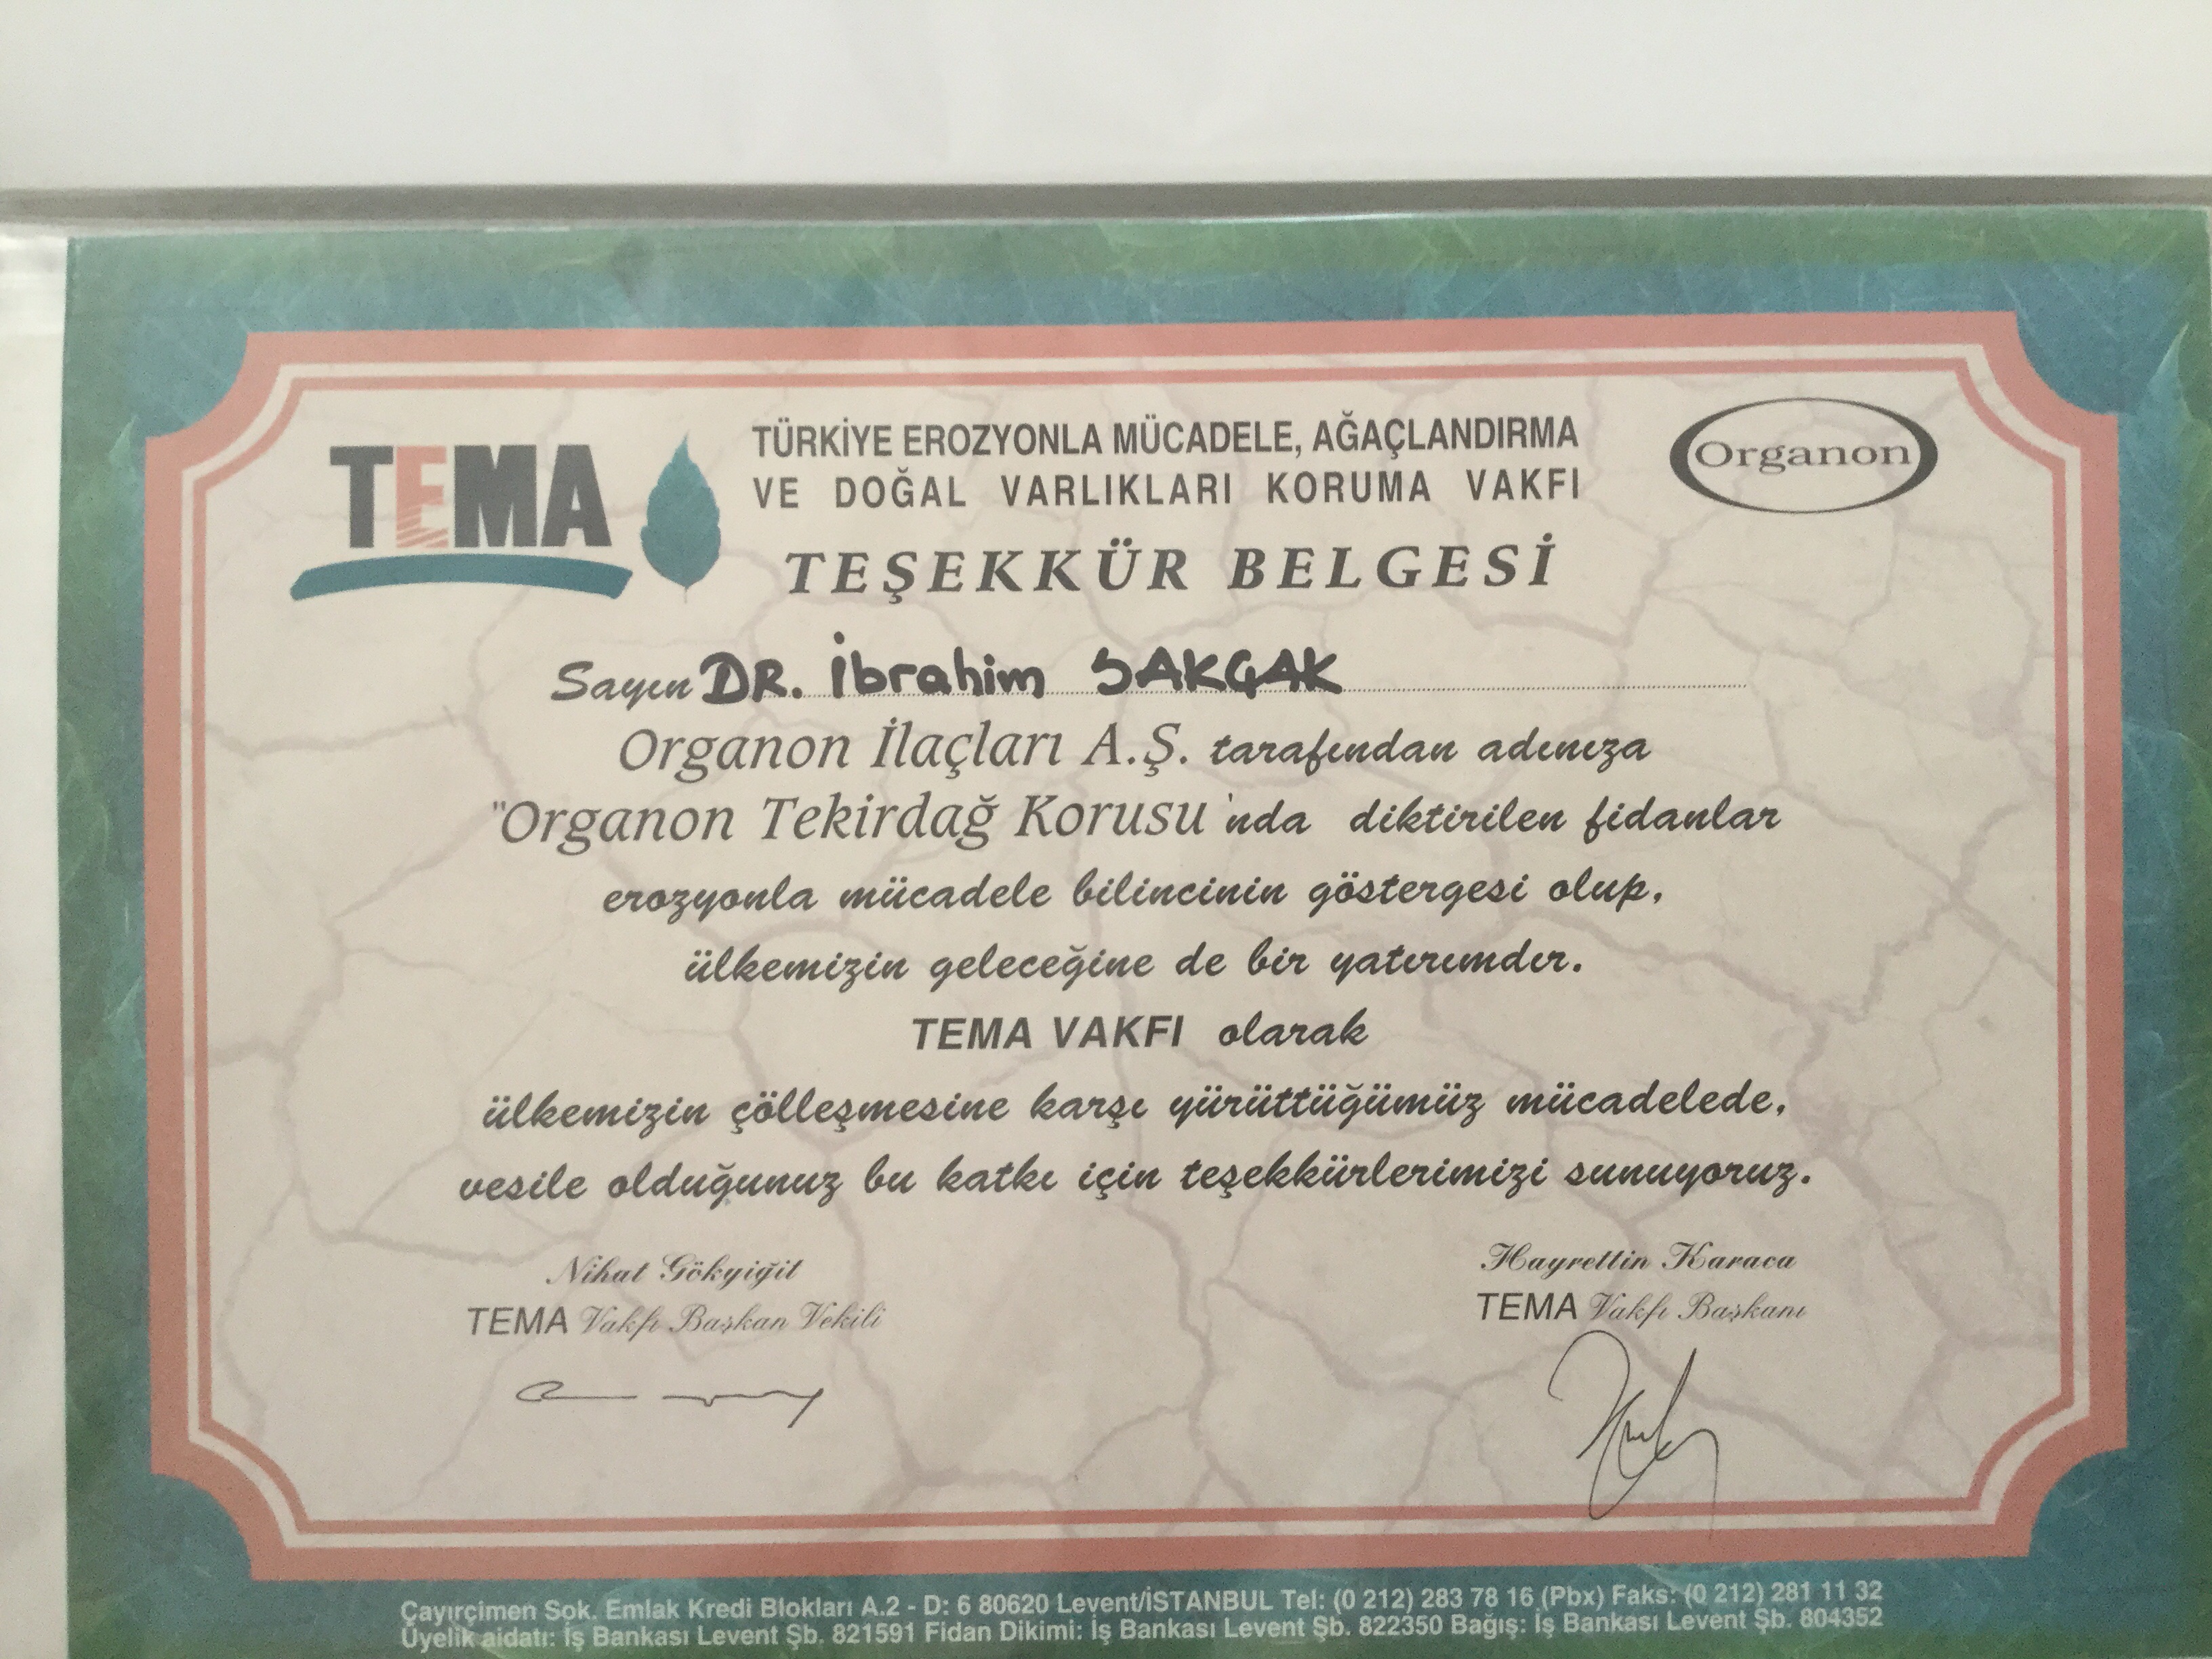 TEMA
TÜRKİYE EROZYONLA MÜCADELE, AĞAÇLANDIRMA
VE DOĞAL VARLIKLARI KORUMA VAKFI
Organon
TEŞEKKÜR BELGESİ
Sayın DR. İbrahim SAKÇAK
Organon İlaçları A.Ş. tarafından adınıza
"Organon Tekirdağ Korusu'nda diktirilen fidanlar
erozyonla mücadele bilincinin göstergesi olup,
ülkemizin geleceğine de bir yatırımdır.
TEMA VAKFI olarak
ülkemizin çölleşmesine karşı yürüttüğümüz mücadelede,
vesile olduğunuz bu katkı için teşekkürlerimizi sunuyoruz.
Nihat Gökyiğit
TEMA Vakfı Başkan Vekili
Hayrettin Karaca
TEMA Vakfı Başkanı
Çayırçimen Sok. Emlak Kredi Blokları A.2 - D: 6 80620 Levent/İSTANBUL Tel: (0 212) 283 78 16 (Pbx) Faks: (0 212) 281 11 32
Üyelik aidatı: İş Bankası Levent Şb. 821591 Fidan Dikimi: İş Bankası Levent Şb. 822350 Bağış: İş Bankası Levent Şb. 804352